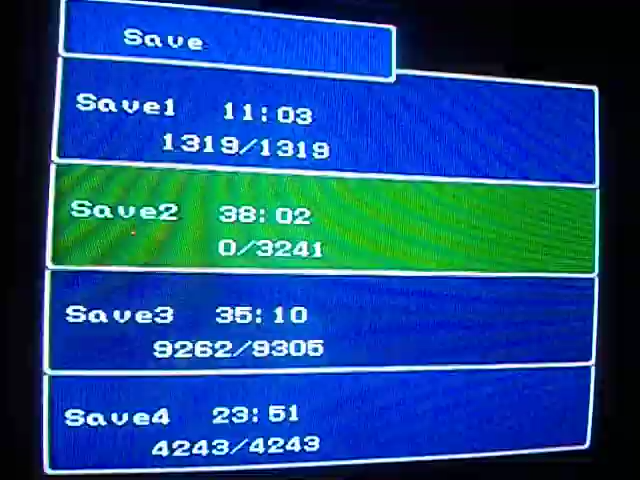 Save
Save1 11:03
1319/1319
Save2 38:02
0/3241
Save3 35:10
9262/9305
Save4 23:51
4243/4243